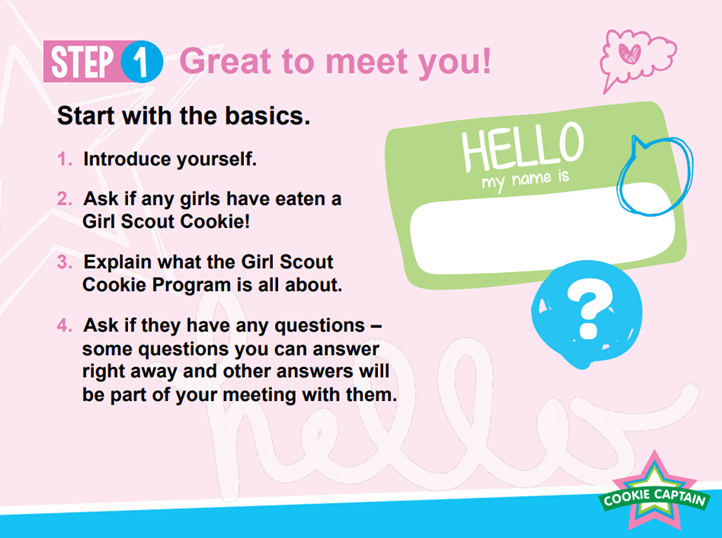 STEP 1 Great to meet you!
Start with the basics.
1. Introduce yourself.
2. Ask if any girls have eaten a
Girl Scout Cookie!
3. Explain what the Girl Scout
Cookie Program is all about.
4. Ask if they have any questions –
some questions you can answer
right away and other answers will
be part of your meeting with them.
HELLO
my name is
?
hello
COOKIE CAPTAIN